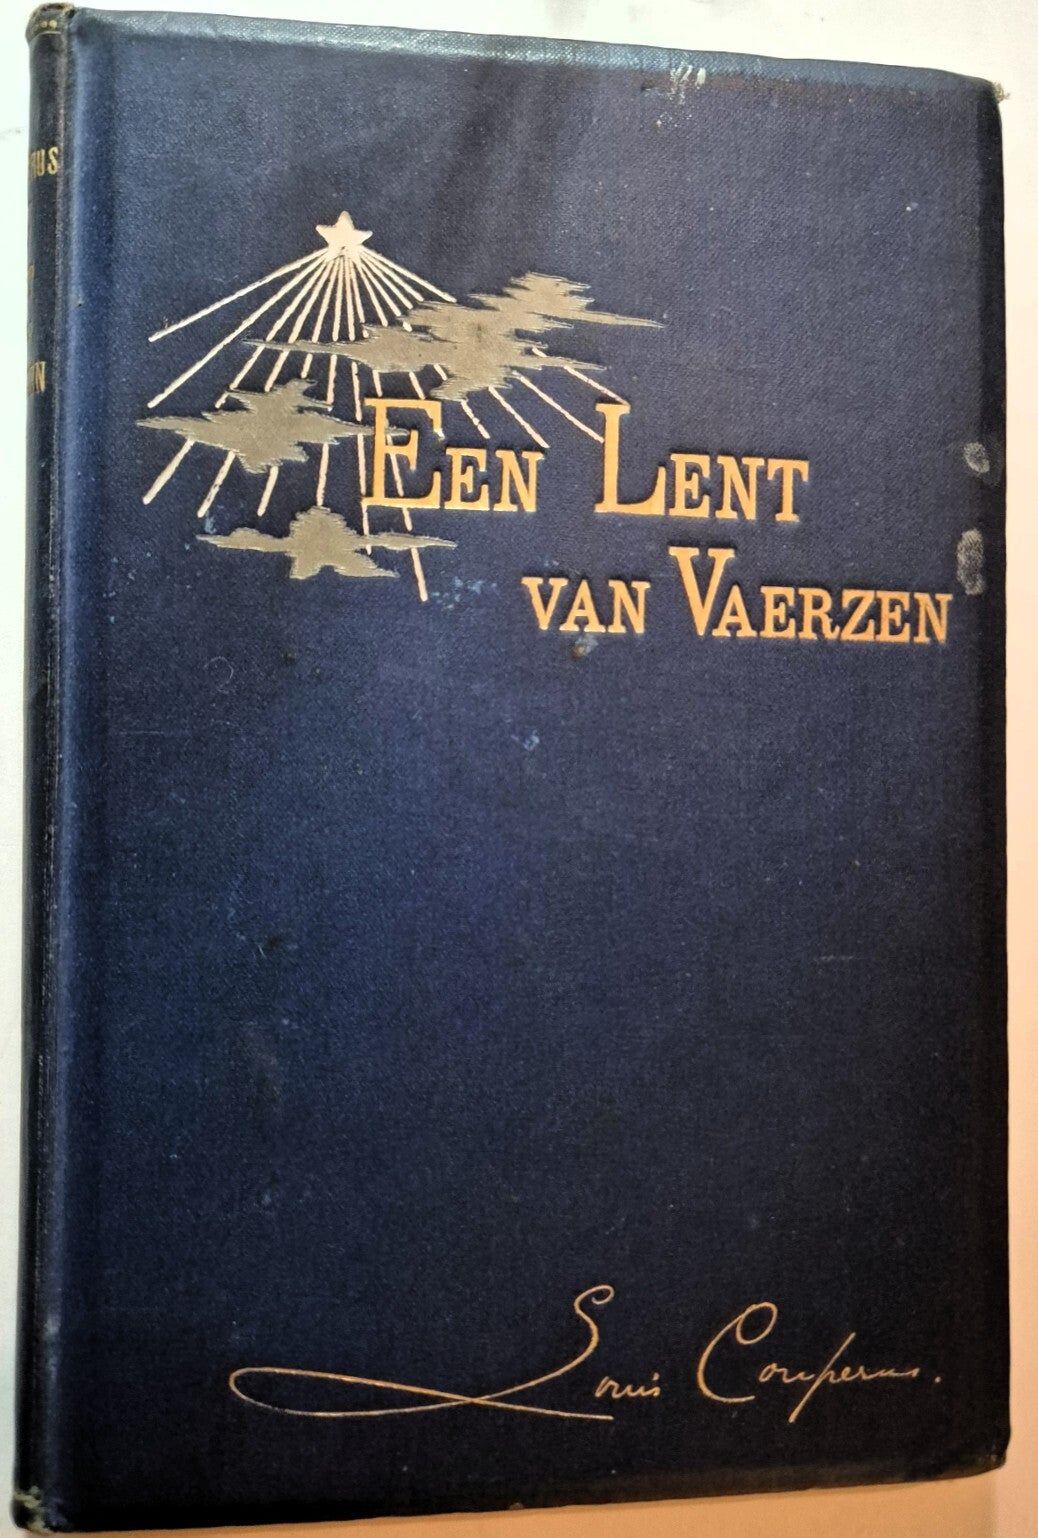 EEN LENT
VAN VAERZEN
Louis Couperus.